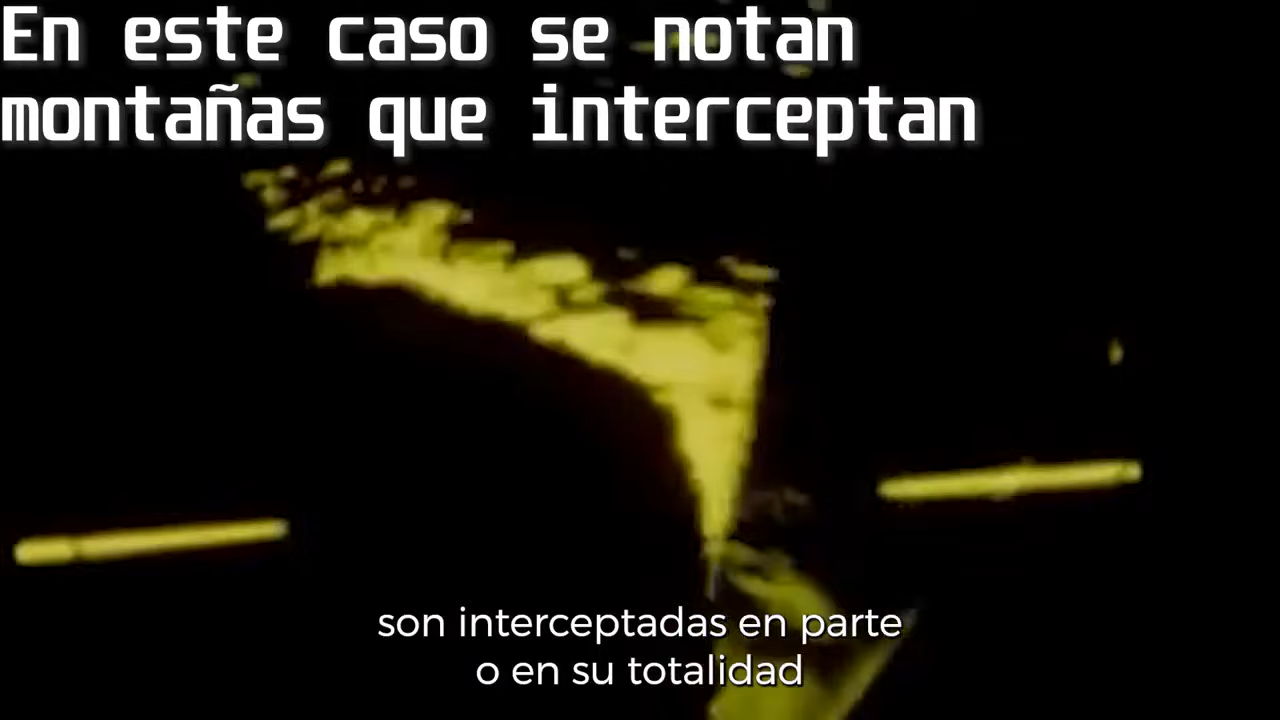 En este caso se notan
montañas que interceptan
son interceptadas en parte
o en su totalidad